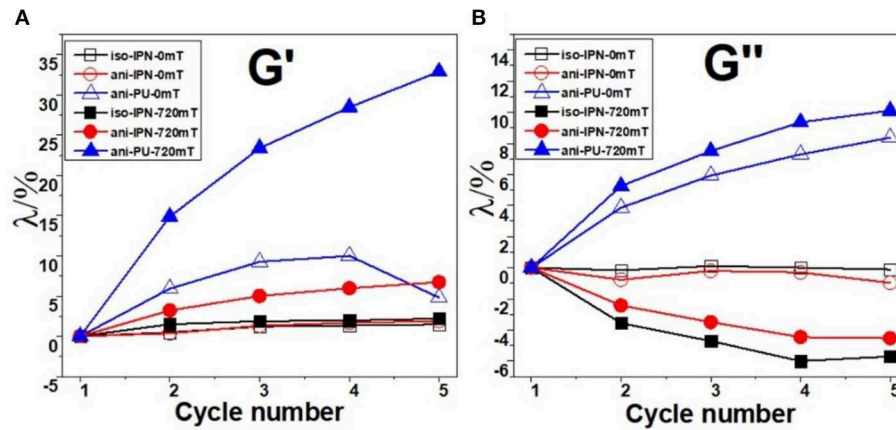 A
B
G'
iso-IPN-0mT
ani-IPN-0mT
ani-PU-0mT
iso-IPN-720mT
ani-IPN-720mT
ani-PU-720mT
λ/%
35
30
25
20
15
10
5
0
-5
1 2 3 4 5
Cycle number
G''
iso-IPN-0mT
ani-IPN-0mT
ani-PU-0mT
iso-IPN-720mT
ani-IPN-720mT
ani-PU-720mT
λ/%
14
12
10
8
6
4
2
0
-2
-4
-6
1 2 3 4 5
Cycle number